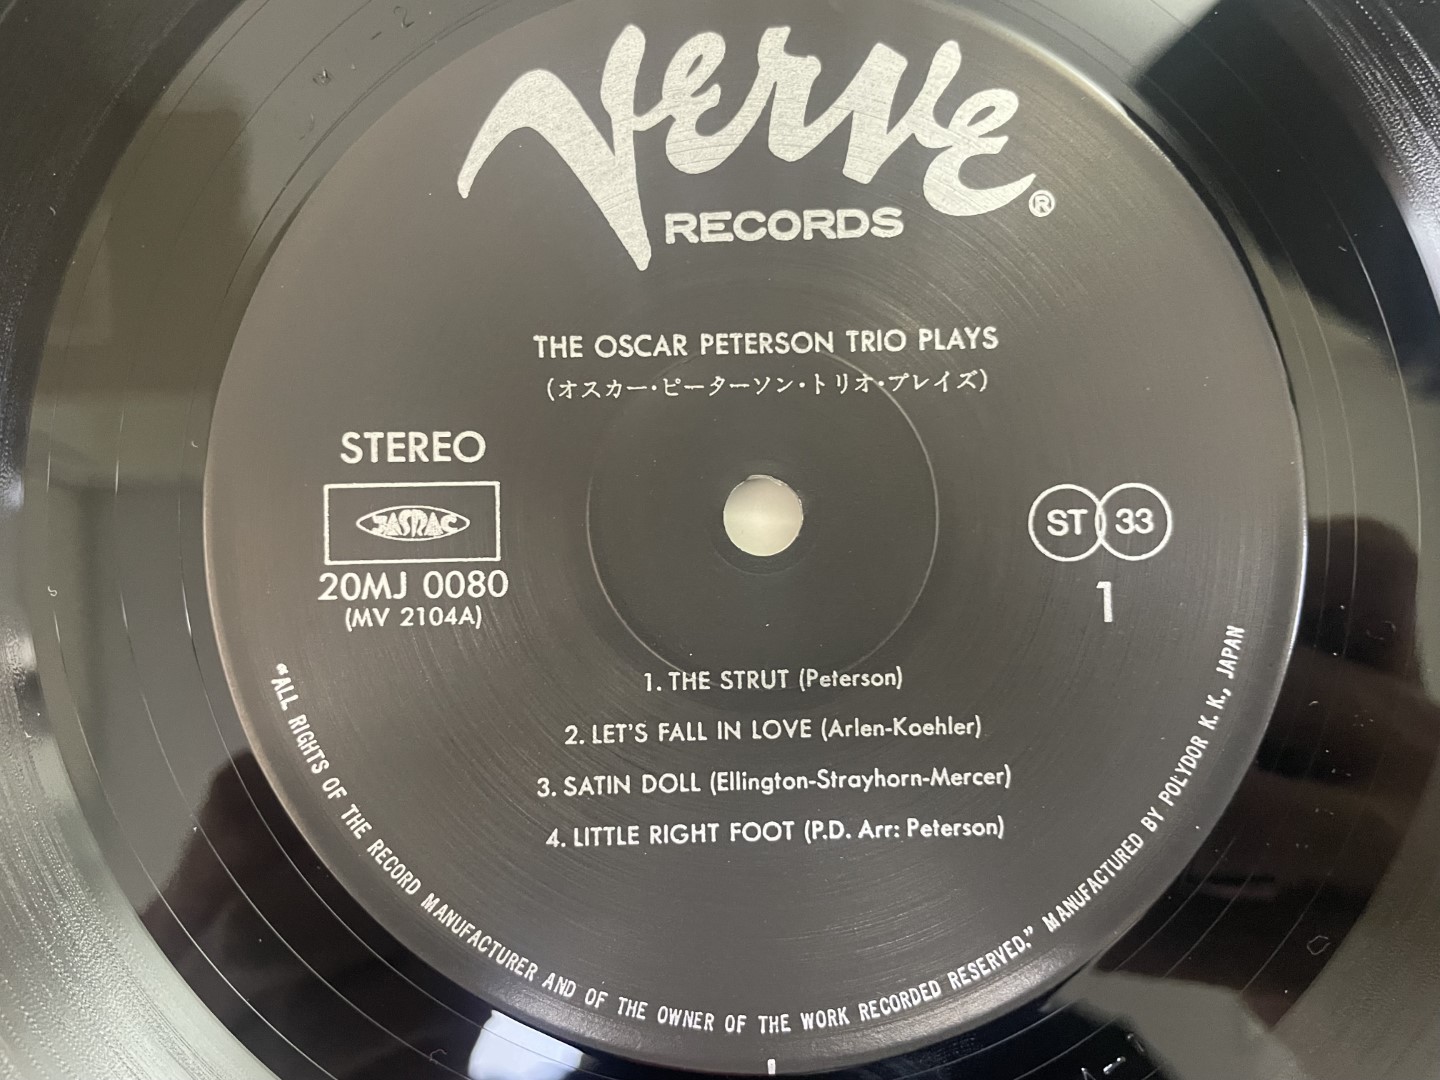 Verve®
RECORDS
THE OSCAR PETERSON TRIO PLAYS
(オスカー・ピーターソン・トリオ・プレイズ)
STEREO
JASRAC
20MJ 0080
(MV 2104A)
ST 33
1
1. THE STRUT (Peterson)
2. LET'S FALL IN LOVE (Arlen-Koehler)
3. SATIN DOLL (Ellington-Strayhorn-Mercer)
4. LITTLE RIGHT FOOT (P.D. Arr: Peterson)
"ALL RIGHTS OF THE RECORD MANUFACTURER AND OF THE OWNER OF THE WORK RECORDED RESERVED." MANUFACTURED BY POLYDOR K. K., JAPAN